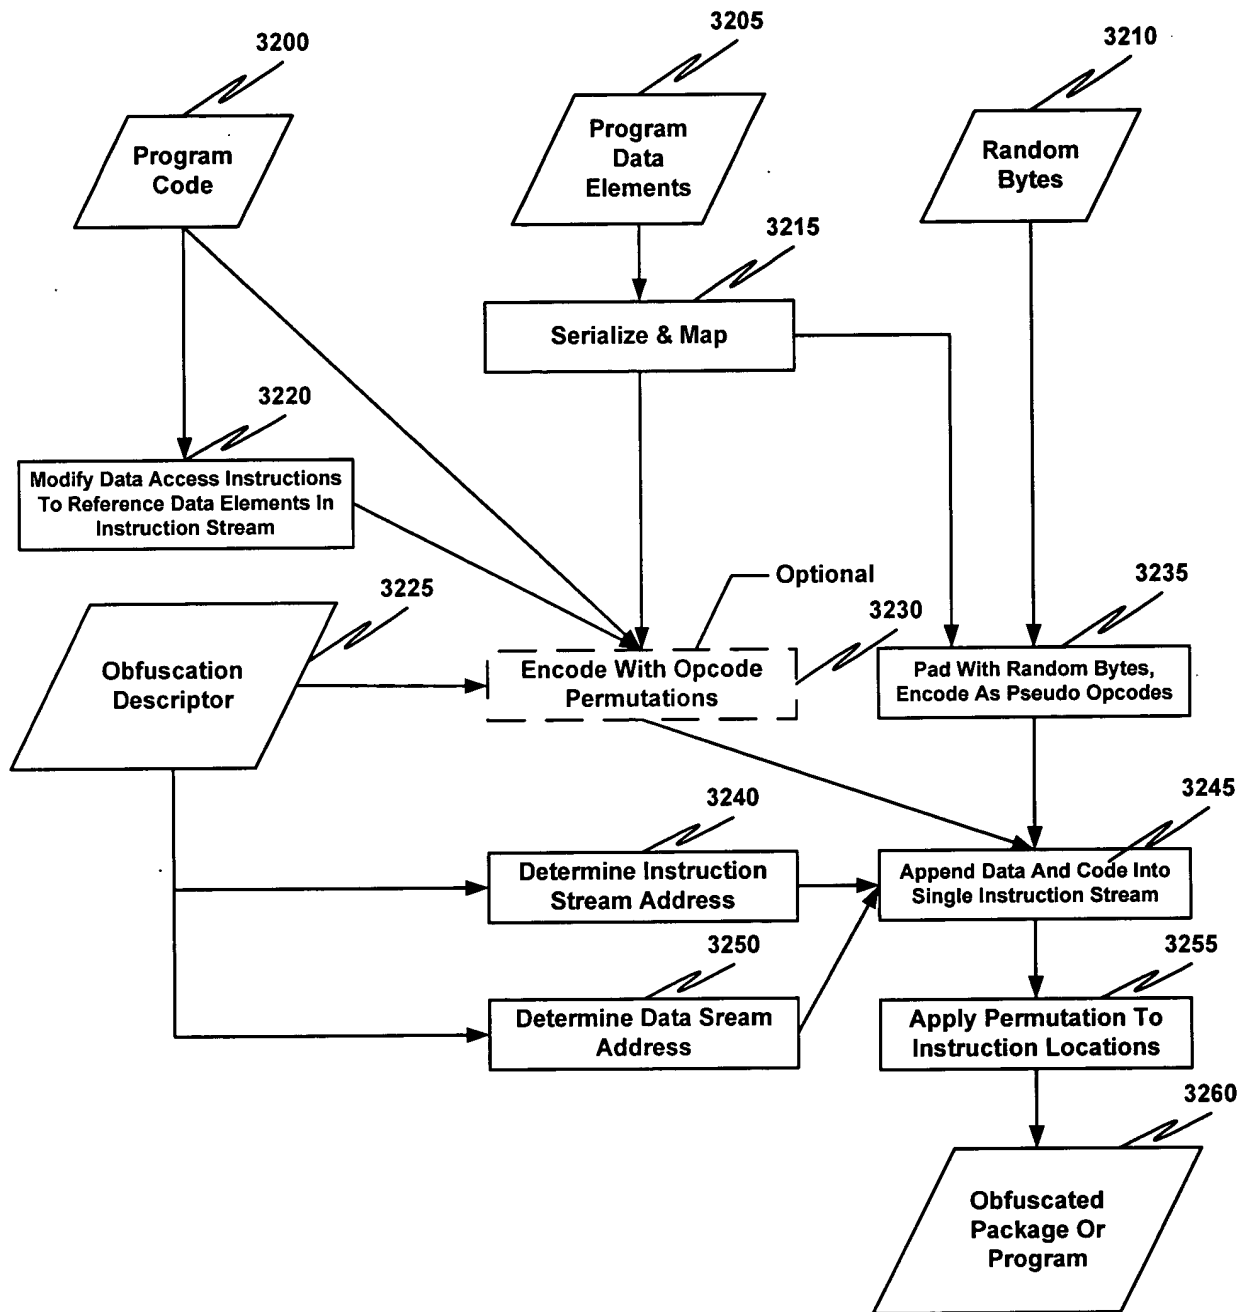 3200
3205
3210
Program
Code
Program
Data
Elements
Random
Bytes
3215
Serialize & Map
3220
Modify Data Access Instructions
To Reference Data Elements In
Instruction Stream
3225
Optional
3235
3230
Obfuscation
Descriptor
Encode With Opcode
Permutations
Pad With Random Bytes,
Encode As Pseudo Opcodes
3240
3245
Determine Instruction
Stream Address
Append Data And Code Into
Single Instruction Stream
3250
3255
Determine Data Sream
Address
Apply Permutation To
Instruction Locations
3260
Obfuscated
Package Or
Program